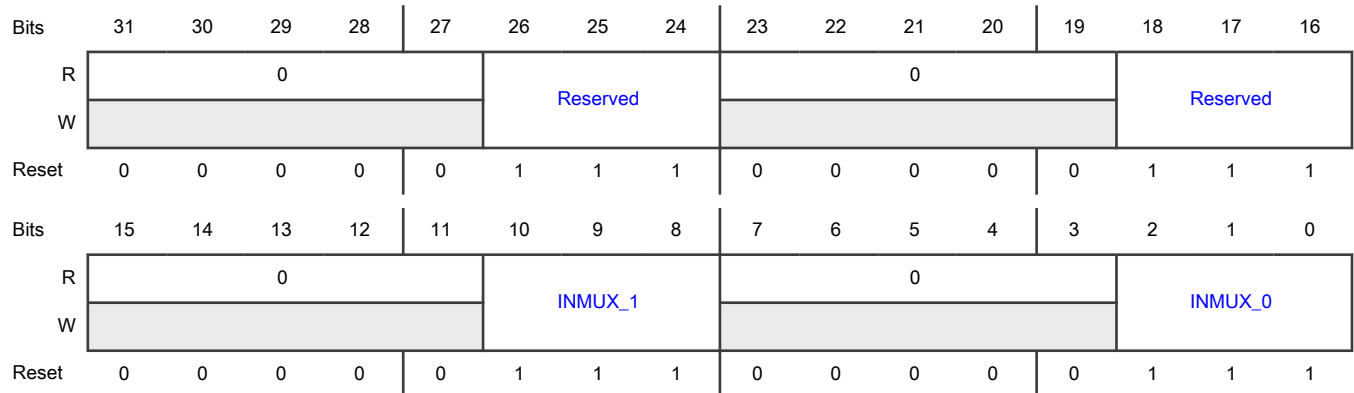 Bits 31 30 29 28 27 26 25 24 23 22 21 20 19 18 17 16
R 0 Reserved 0 Reserved
W
Reset 0 0 0 0 0 1 1 1 0 0 0 0 0 1 1 1
Bits 15 14 13 12 11 10 9 8 7 6 5 4 3 2 1 0
R 0 INMUX_1 0 INMUX_0
W
Reset 0 0 0 0 0 1 1 1 0 0 0 0 0 1 1 1